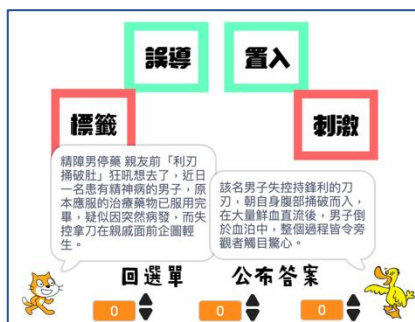 誤導
置入
標籤
刺激
精障男停藥 親友前「利刃
捅破肚」狂吼想去了，近日
一名患有精神病的男子，原
本應服的治療藥物已服用完
畢，疑似因突然病發，而失
控拿刀在親戚面前企圖輕
生。
該名男子失控持鋒利的刀
刃，朝自身腹部捅破而入，
在大量鮮血直流後，男子倒
於血泊中，整個過程皆令旁
觀者觸目驚心。
回選單
公布答案
0
0
0